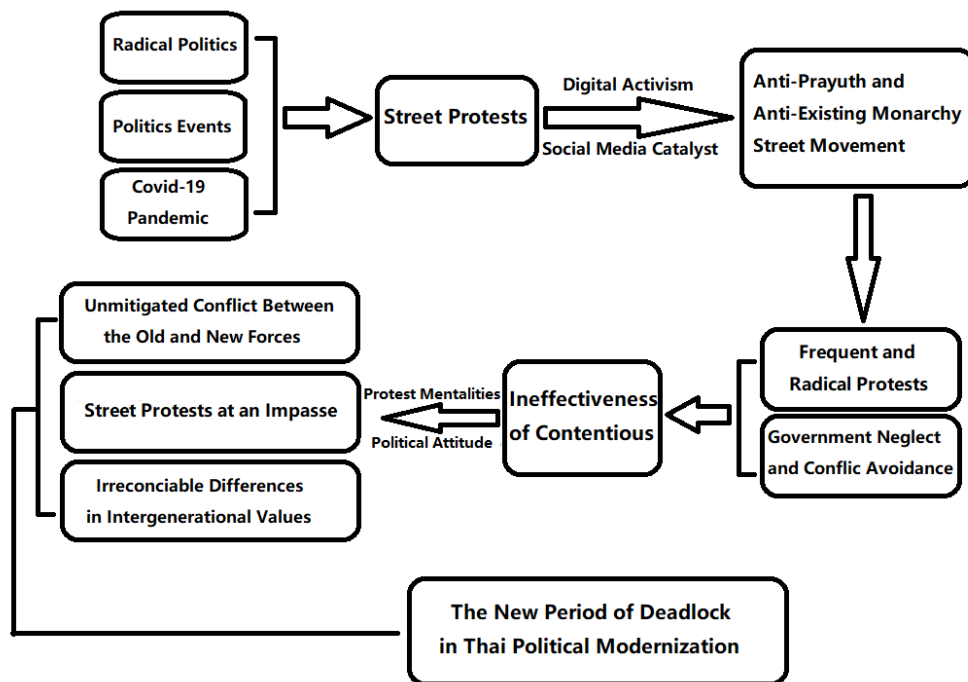 Radical Politics
Politics Events
Covid-19
Pandemic
Street Protests
Digital Activism
Social Media Catalyst
Anti-Prayuth and
Anti-Existing Monarchy
Street Movement
Frequent and
Radical Protests
Government Neglect
and Conflic Avoidance
Ineffectiveness
of Contentious
Protest Mentalities
Political Attitude
Unmitigated Conflict Between
the Old and New Forces
Street Protests at an Impasse
Irreconciable Differences
in Intergenerational Values
The New Period of Deadlock
in Thai Political Modernization